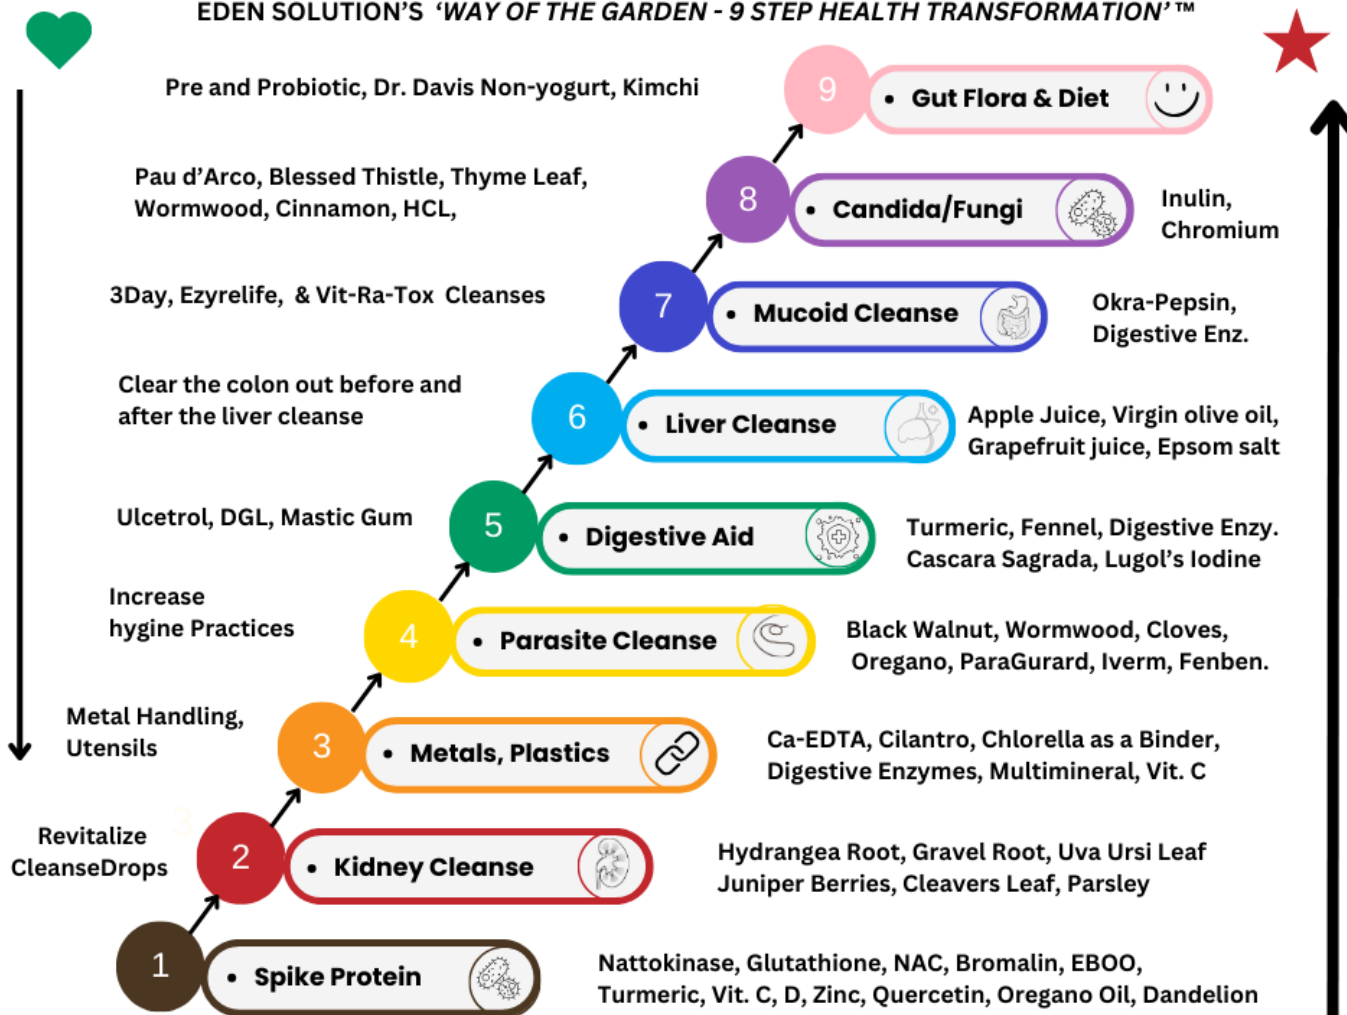 EDEN SOLUTION'S 'WAY OF THE GARDEN - 9 STEP HEALTH TRANSFORMATION' ™
Pre and Probiotic, Dr. Davis Non-yogurt, Kimchi
9
• Gut Flora & Diet
Pau d'Arco, Blessed Thistle, Thyme Leaf,
Wormwood, Cinnamon, HCL,
8
• Candida/Fungi
Inulin,
Chromium
3Day, Ezyrelife, & Vit-Ra-Tox Cleanses
7
• Mucoid Cleanse
Okra-Pepsin,
Digestive Enz.
Clear the colon out before and
after the liver cleanse
6
• Liver Cleanse
Apple Juice, Virgin olive oil,
Grapefruit juice, Epsom salt
Ulcetrol, DGL, Mastic Gum
5
• Digestive Aid
Turmeric, Fennel, Digestive Enzy.
Cascara Sagrada, Lugol's Iodine
Increase
hygine Practices
4
• Parasite Cleanse
Black Walnut, Wormwood, Cloves,
Oregano, ParaGurard, Iverm, Fenben.
Metal Handling,
Utensils
3
• Metals, Plastics
Ca-EDTA, Cilantro, Chlorella as a Binder,
Digestive Enzymes, Multimineral, Vit. C
3.
Revitalize
CleanseDrops
2
• Kidney Cleanse
Hydrangea Root, Gravel Root, Uva Ursi Leaf
Juniper Berries, Cleavers Leaf, Parsley
1
• Spike Protein
Nattokinase, Glutathione, NAC, Bromalin, EBOO,
Turmeric, Vit. C, D, Zinc, Quercetin, Oregano Oil, Dandelion